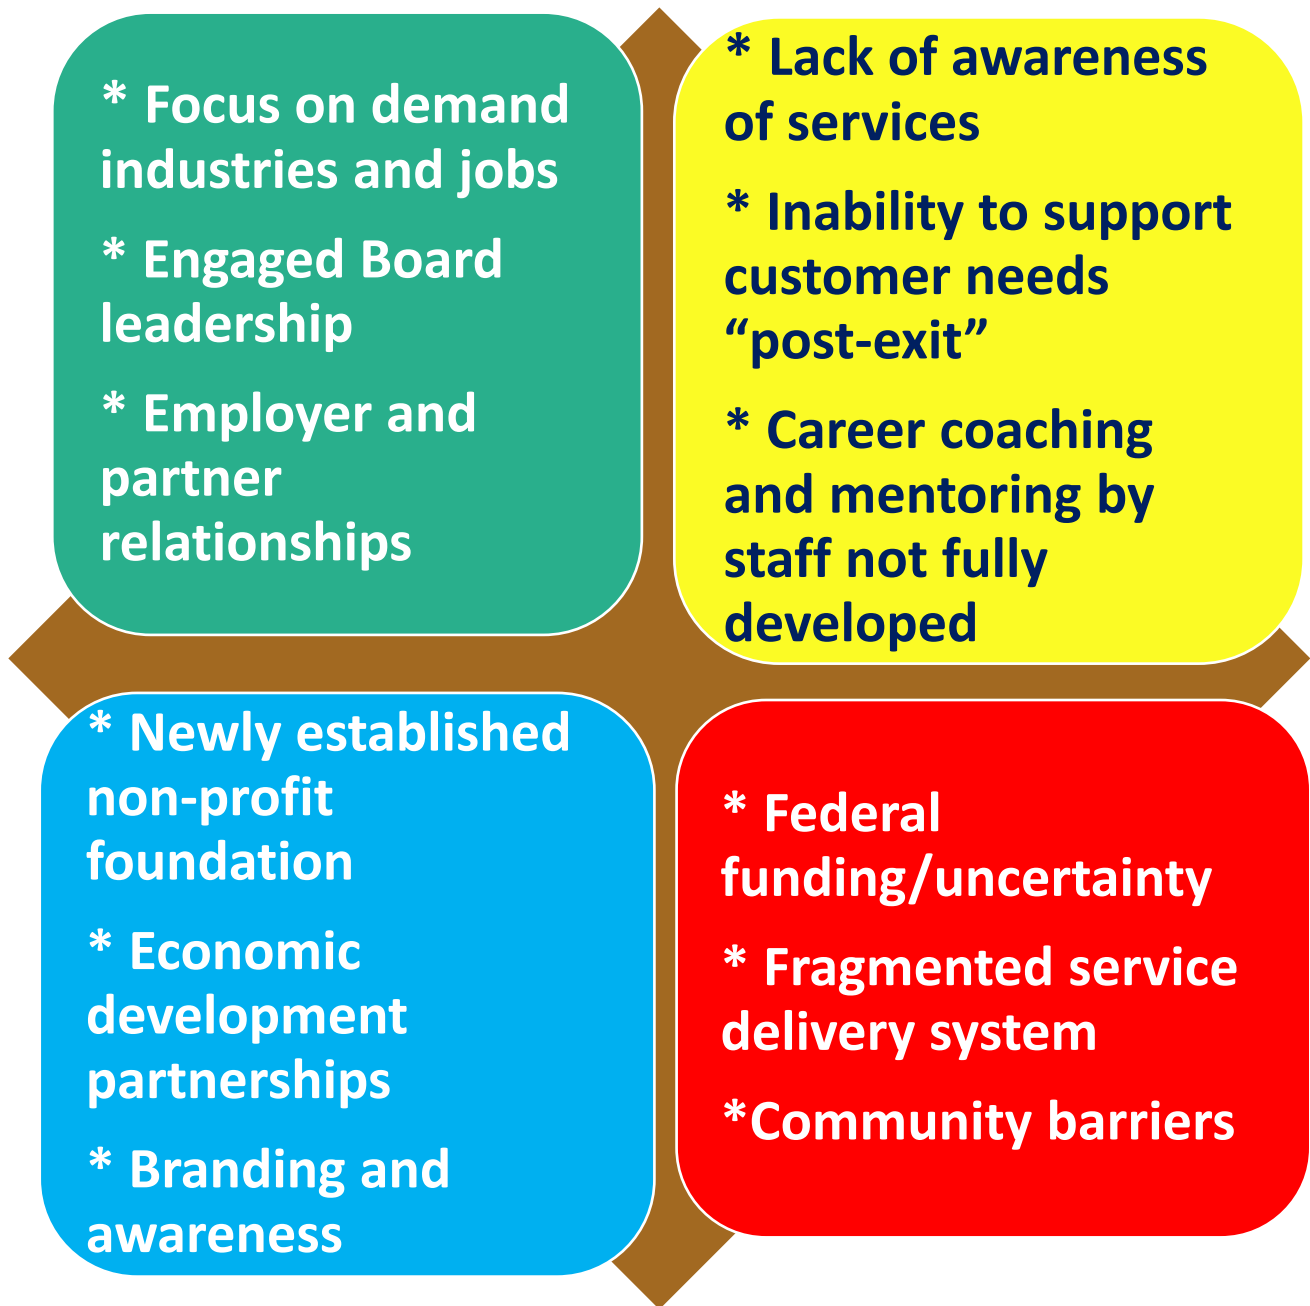 * Focus on demand
industries and jobs
* Engaged Board
leadership
* Employer and
partner
relationships
* Lack of awareness
of services
* Inability to support
customer needs
“post-exit”
* Career coaching
and mentoring by
staff not fully
developed
* Newly established
non-profit
foundation
* Economic
development
partnerships
* Branding and
awareness
* Federal
funding/uncertainty
* Fragmented service
delivery system
*Community barriers